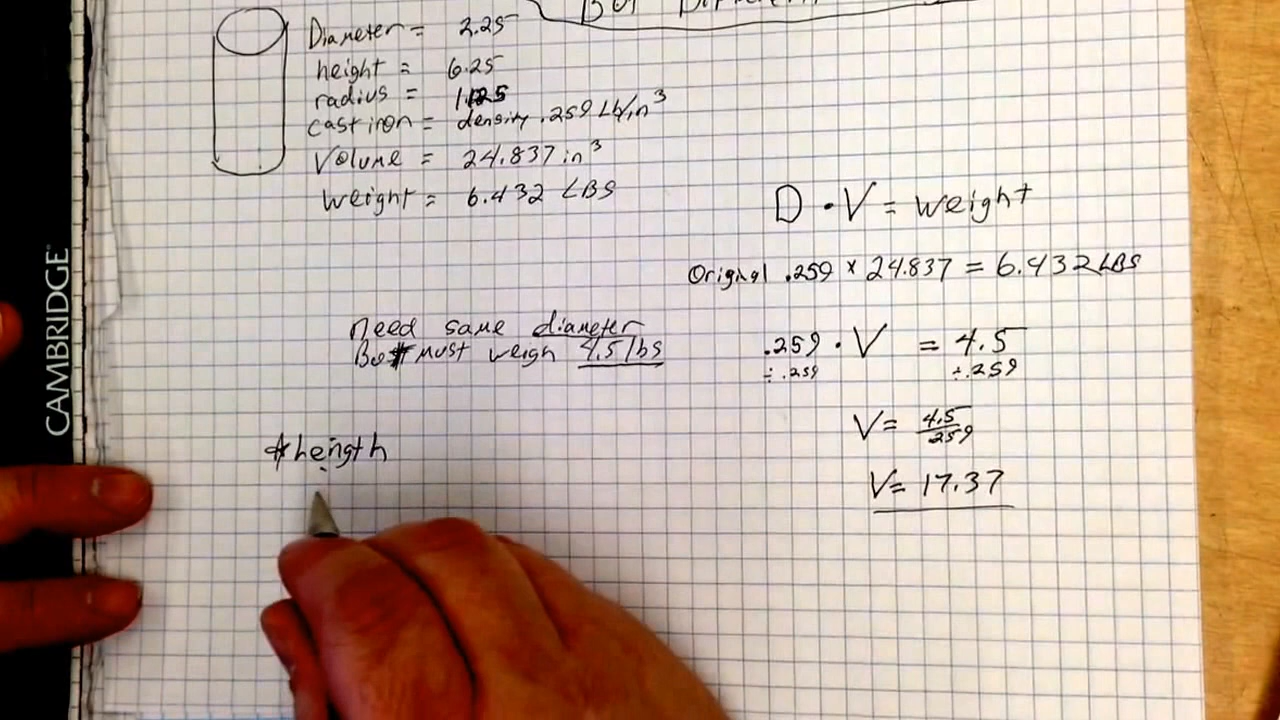 Diameter = 2.25
height = 6.25
radius = 1.125
cast iron = density .259 Lb/in³
Volume = 24.837 in³
weight = 6.432 LBS
D · V = weight
Original .259 × 24.837 = 6.432 LBS
need same diameter
But must weigh 4.5 lbs
.259 · V = 4.5
÷ .259 ÷ .259
V = 4.5/259
V = 17.37
*Length
CAMBRIDGE